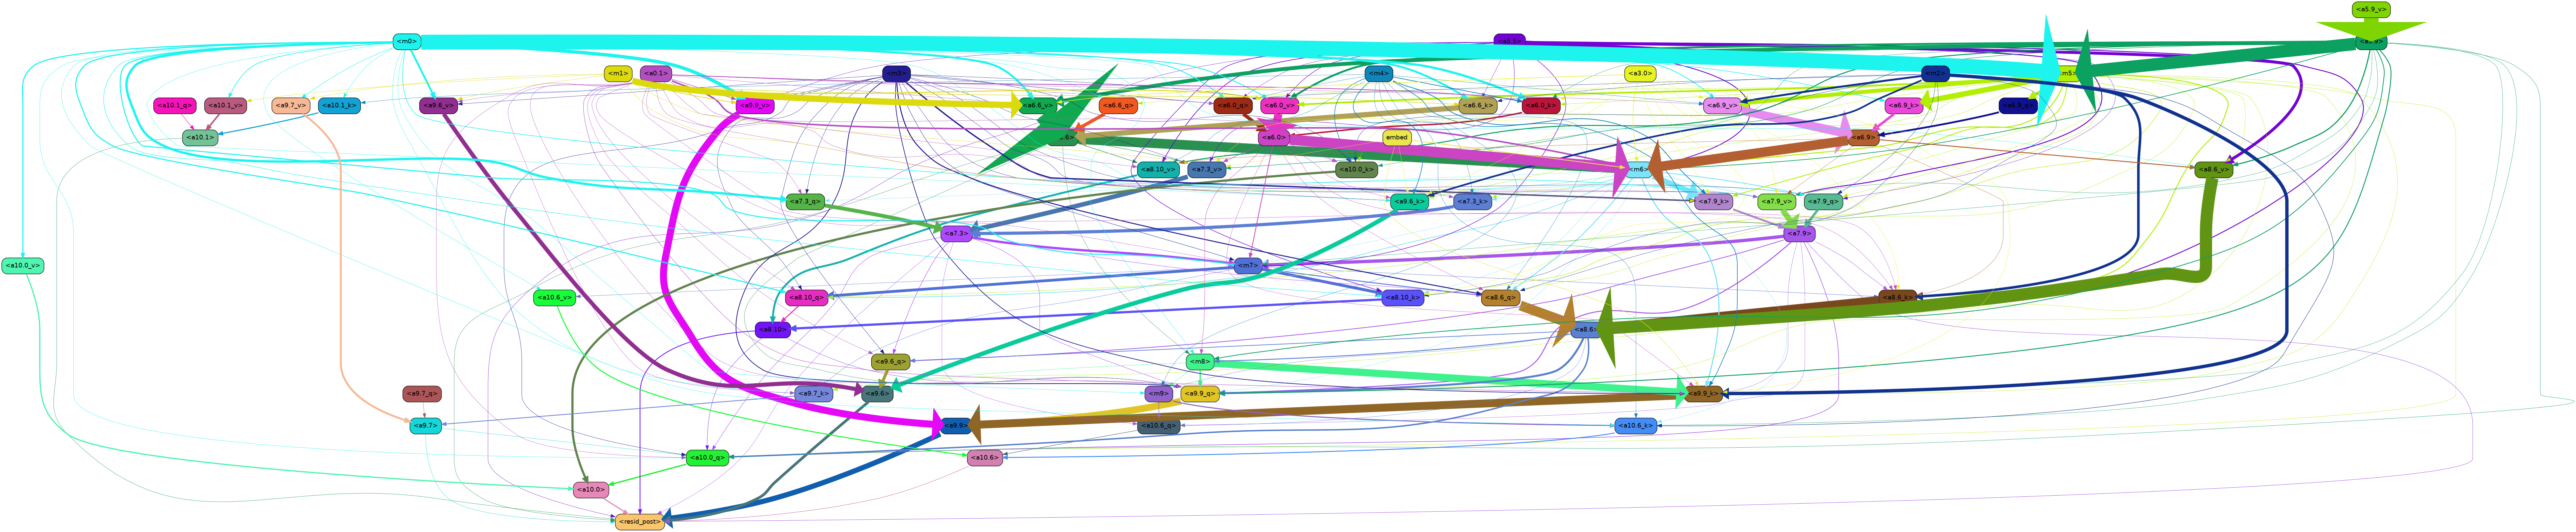 <a5.9_v>
<m0> <a5.5> <a5.9>
<m1> <a0.1> <m3> <m4> <a3.0> <m2> <m5>
<a10.1_q> <a10.1_v> <a9.7_v> <a10.1_k> <a9.6_v> <a9.9_v> <a6.6_v> <a6.6_q> <a6.0_q> <a6.0_v> <a6.6_k> <a6.0_k> <a6.9_v> <a6.9_k>
<a10.1> <a6.0> embed <a6.9>
<a8.10_v> <a7.3_v> <a10.0_k> <m6> <a8.6_v>
<a7.3_q> <a9.6_k> <a7.3_k> <a7.9_k> <a7.9_v> <a7.9_q>
<a7.3> <a7.9>
<a10.0_v> <m7>
<a10.6_v> <a8.10_q> <a8.10_k> <a8.6_q> <a8.6_k>
<a8.10> <a8.6>
<a9.6_q> <m8>
<a9.7_q> <a9.7_k> <a9.6> <m9> <a9.9_q> <a9.9_k>
<a9.7> <a9.9> <a10.6_q> <a10.6_k>
<a10.0_q> <a10.6>
<a10.0>
<resid_post>